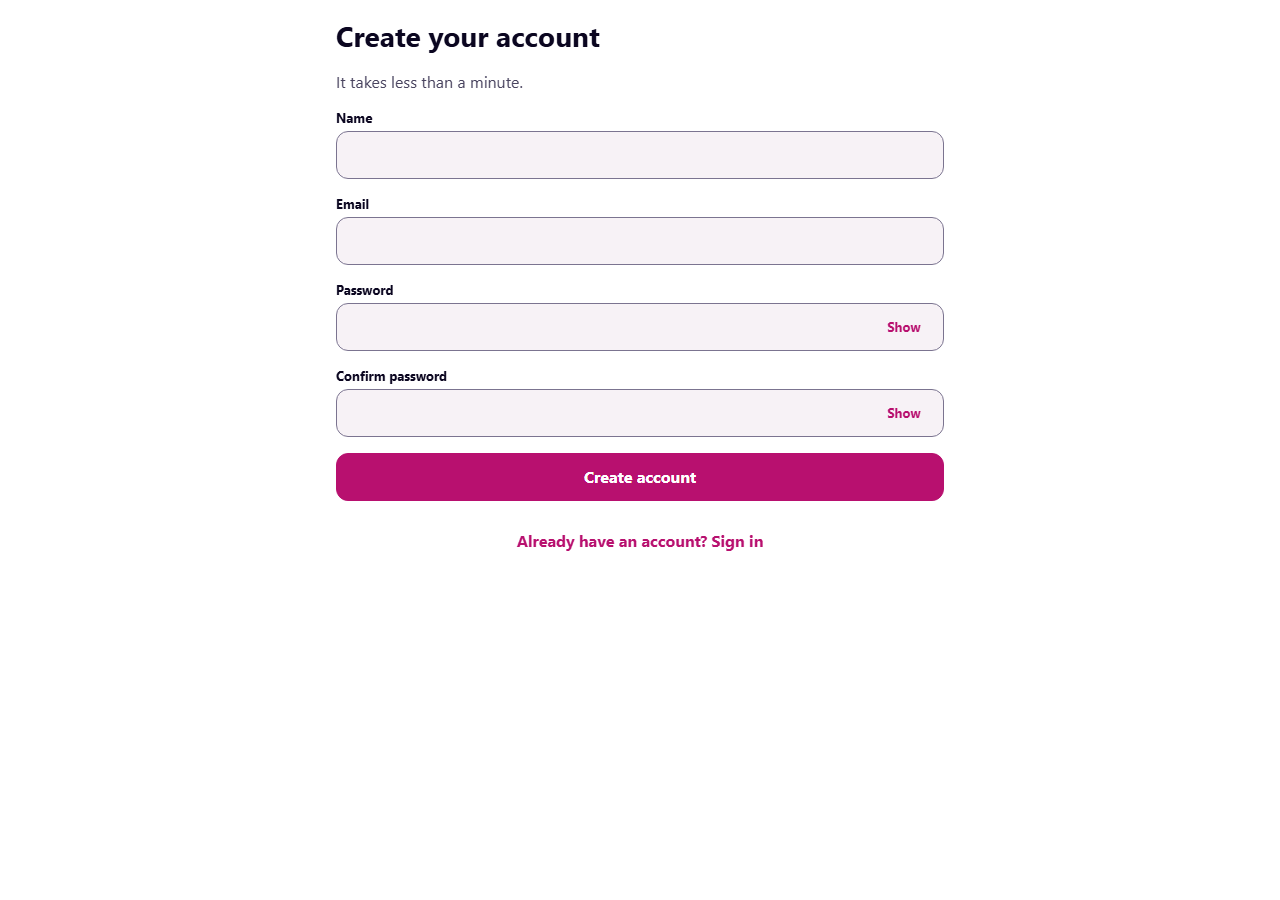 Create your account
It takes less than a minute.
Name
Email
Password
Show
Confirm password
Show
Create account
Already have an account? Sign in